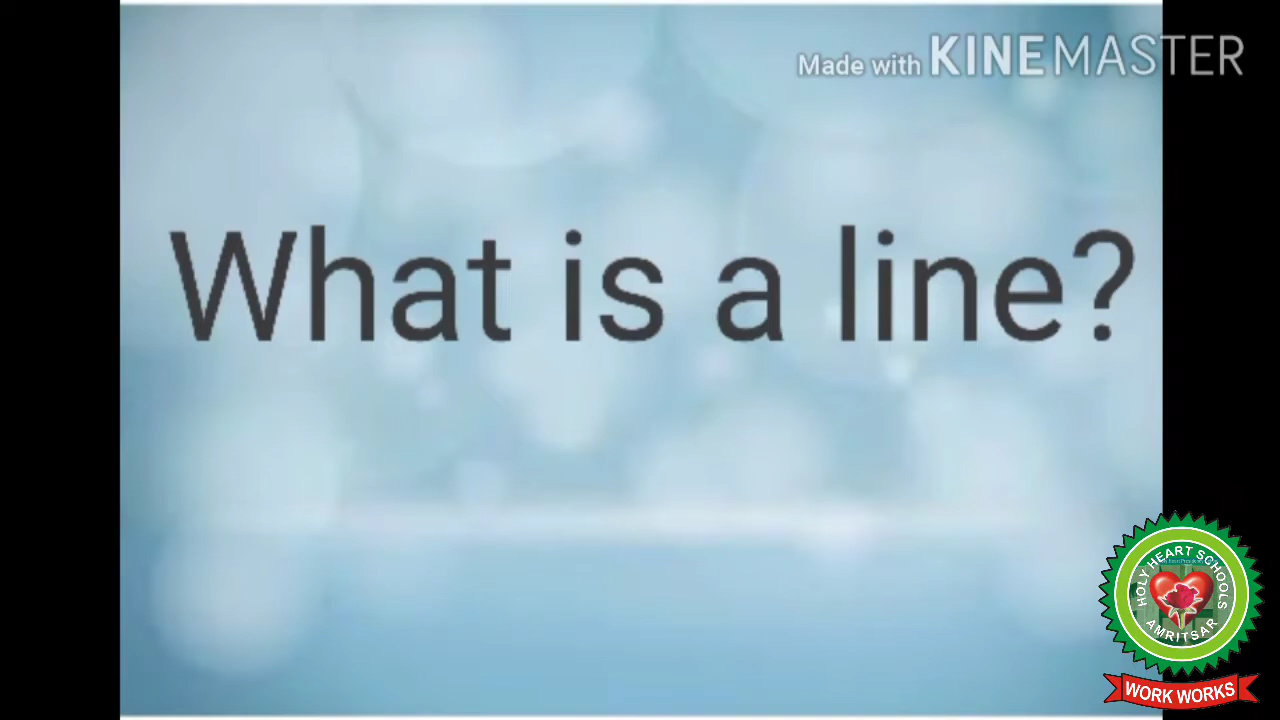 Made with KINEMASTER
What is a line?
HOLY HEART SCHOOLS
AMRITSAR
WORK WORKS